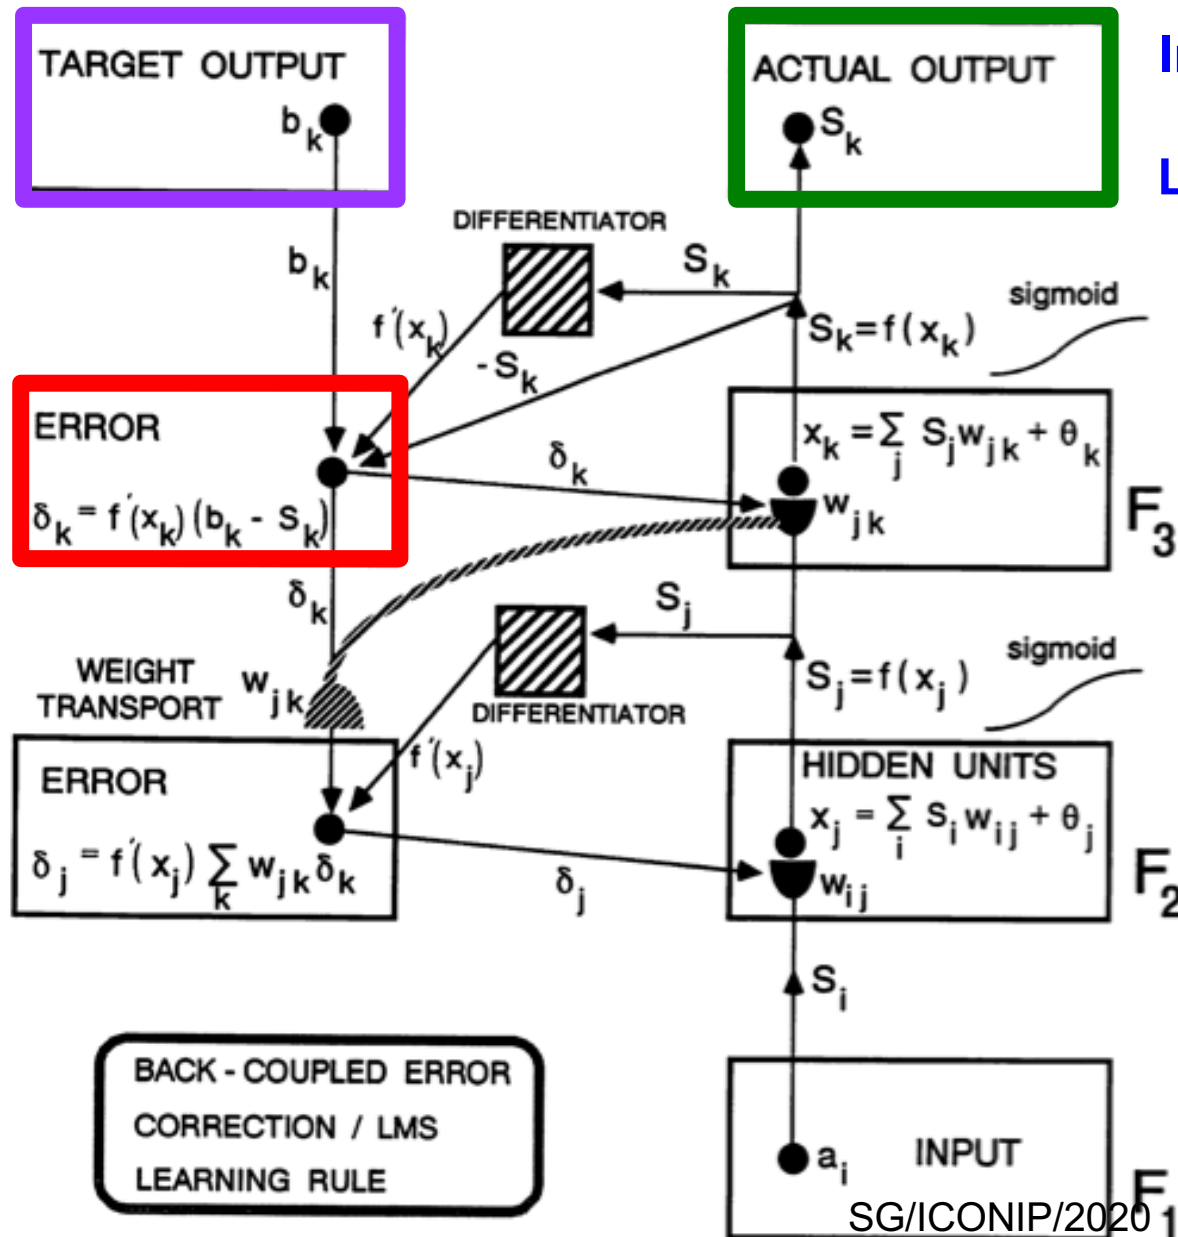 TARGET OUTPUT
b_k
ACTUAL OUTPUT
S_k
b_k
DIFFERENTIATOR
S_k
f'(x_k)
-S_k
S_k=f(x_k)
sigmoid
ERROR
δ_k = f'(x_k)(b_k - S_k)
δ_k
x_k = ∑_j S_j w_jk + θ_k
w_jk
F_3
δ_k
S_j
WEIGHT
TRANSPORT
w_jk
DIFFERENTIATOR
f'(x_j)
S_j=f(x_j)
sigmoid
ERROR
δ_j = f'(x_j) ∑_k w_jk δ_k
δ_j
HIDDEN UNITS
x_j = ∑_i S_i w_ij + θ_j
w_ij
F_2
S_i
BACK - COUPLED ERROR
CORRECTION / LMS
LEARNING RULE
a_i
INPUT
F_1
SG/ICONIP/2020